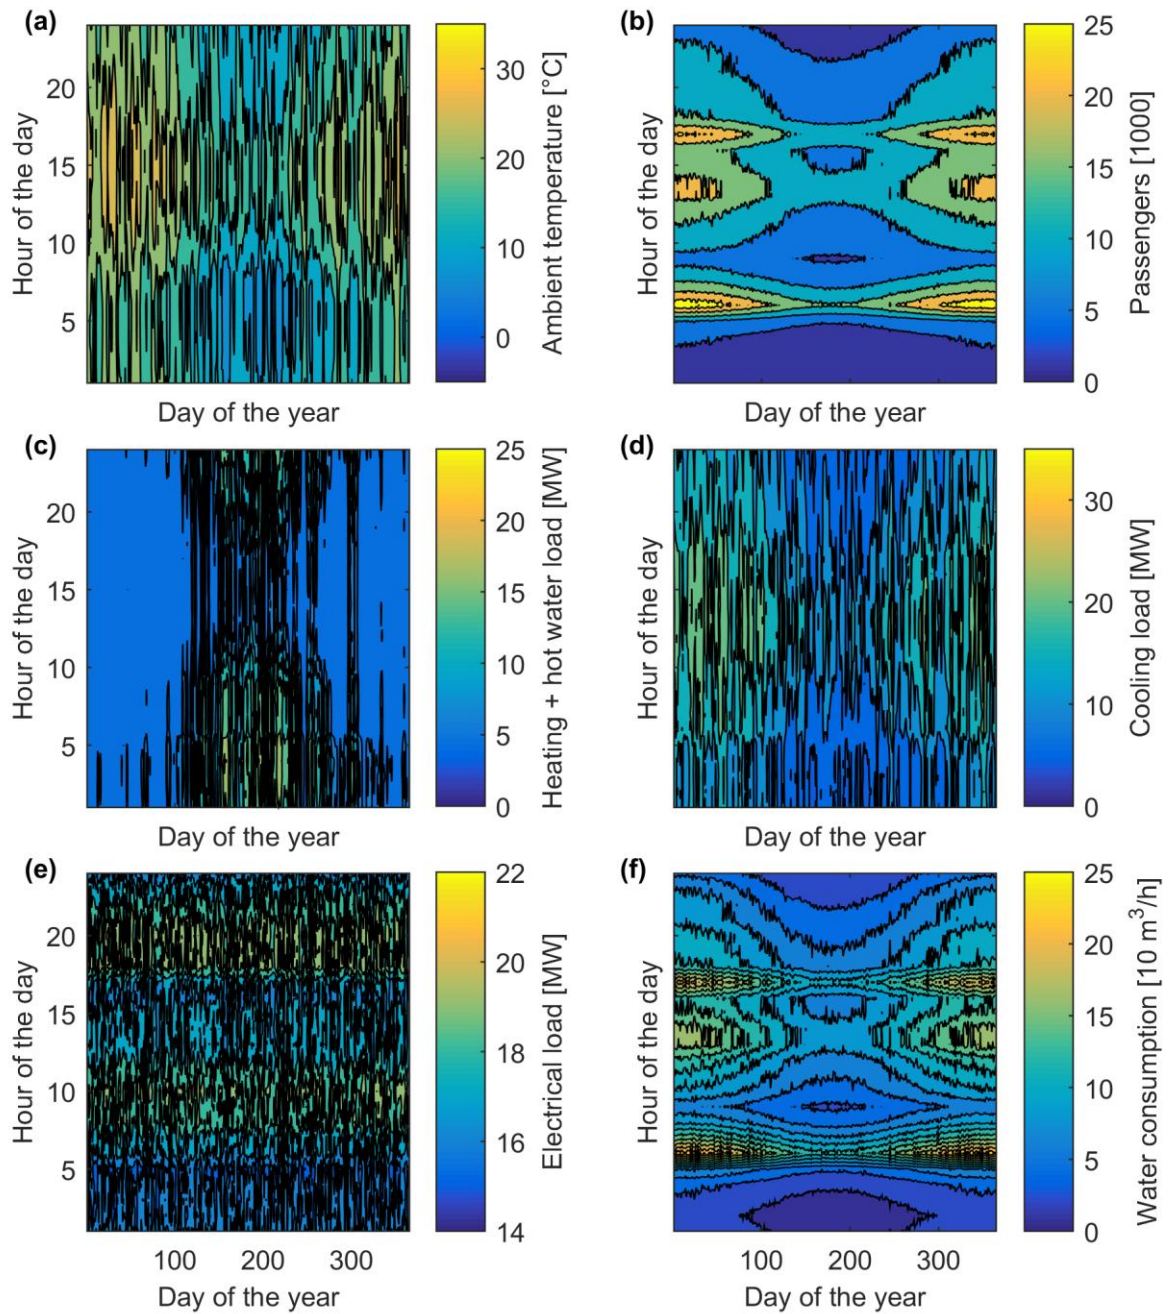 (a)
20
15
10
5
Hour of the day
Day of the year
30
20
10
0
Ambient temperature [°C]
(b)
Hour of the day
Day of the year
25
20
15
10
5
0
Passengers [1000]
(c)
20
15
10
5
Hour of the day
Day of the year
25
20
15
10
5
0
Heating + hot water load [MW]
(d)
Hour of the day
Day of the year
30
20
10
0
Cooling load [MW]
(e)
20
15
10
5
Hour of the day
100 200 300
Day of the year
22
20
18
16
14
Electrical load [MW]
(f)
Hour of the day
100 200 300
Day of the year
25
20
15
10
5
0
Water consumption [10 m³/h]